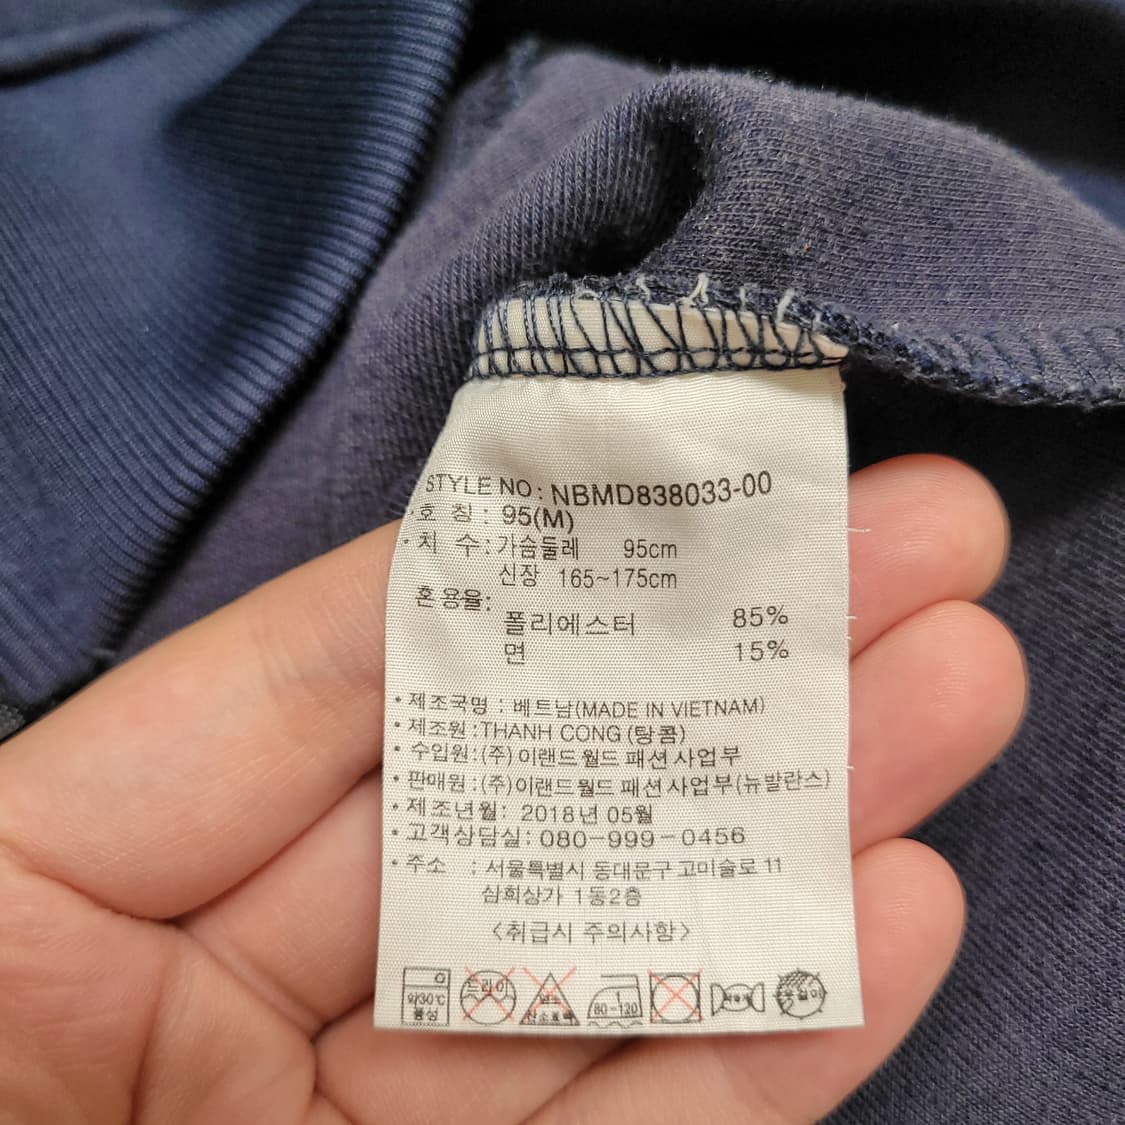 STYLE NO: NBMD838033-00
· 호 칭 : 95(M)
· 치 수 : 가슴둘레 95cm
신장 165~175cm
혼용율:
폴리에스터 85%
면 15%
· 제조국명 : 베트남(MADE IN VIETNAM)
· 제조원 : THANH CONG (탕콤)
· 수입원 : (주)이랜드월드 패션사업부
· 판매원 : (주)이랜드월드 패션사업부(뉴발란스)
· 제조년월: 2018년 05월
· 고객상담실: 080-999-0456
· 주소 : 서울특별시 동대문구 고미술로 11
삼희상가 1동2층
<취급시 주의사항>
약30℃
중성
드라이
80~120